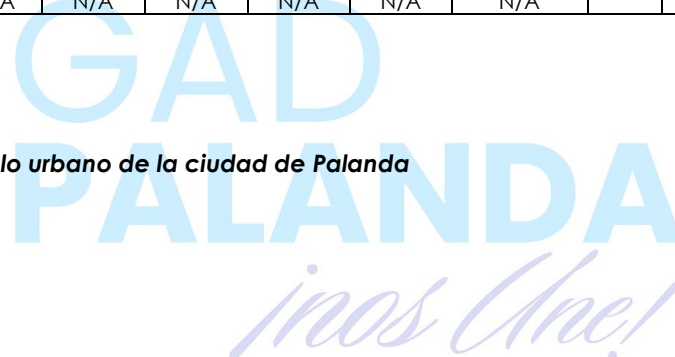 A N/A N/A N/A N/A N/A
GAD
lo urbano de la ciudad de Palanda
PALANDA
¡nos Une!